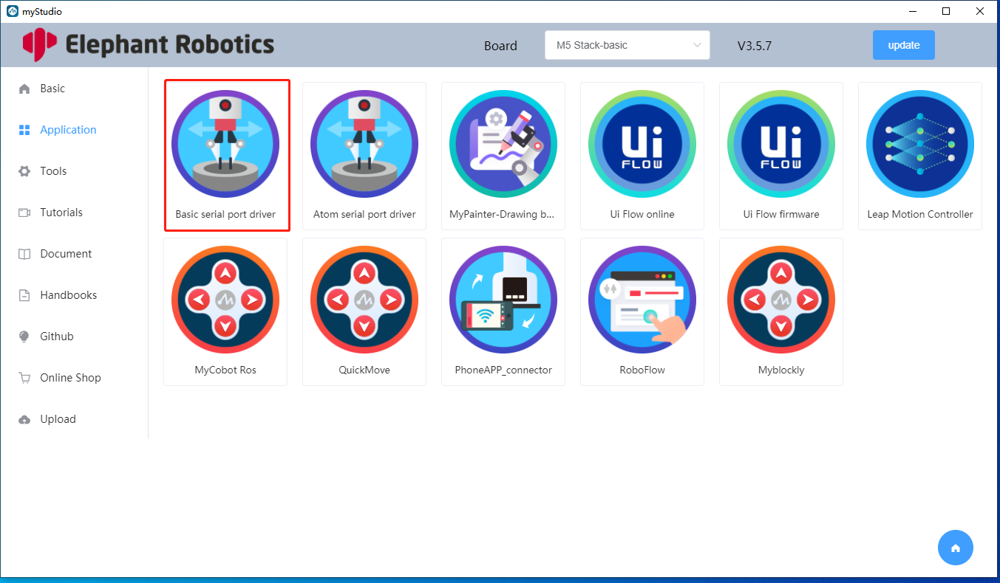 myStudio
Elephant Robotics
Board
M5 Stack-basic
V3.5.7
update
Basic
Application
Tools
Tutorials
Document
Handbooks
Github
Online Shop
Upload
Basic serial port driver
Atom serial port driver
MyPainter-Drawing b...
Ui FLOW
Ui Flow online
Ui FLOW
Ui Flow firmware
Leap Motion Controller
MyCobot Ros
QuickMove
PhoneAPP_connector
RoboFlow
Myblockly